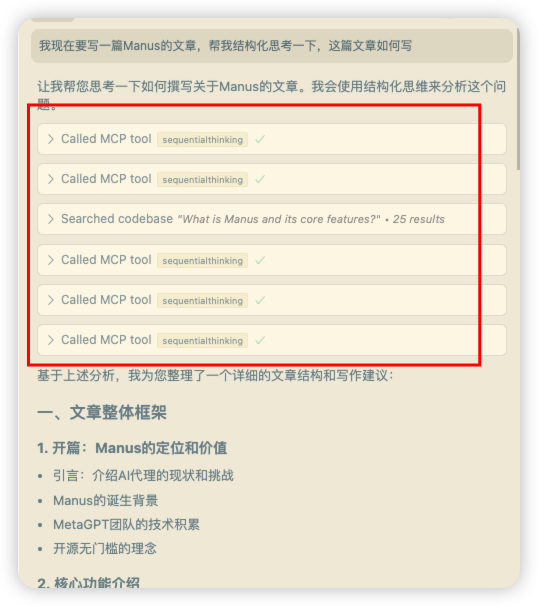 我现在要写一篇Manus的文章，帮我结构化思考一下，这篇文章如何写
让我帮您思考一下如何撰写关于Manus的文章。我会使用结构化思维来分析这个问
题。
Called MCP tool sequentialthinking
Called MCP tool sequentialthinking
Searched codebase "What is Manus and its core features?" • 25 results
Called MCP tool sequentialthinking
Called MCP tool sequentialthinking
Called MCP tool sequentialthinking
基于上述分析，我为您整理了一个详细的文章结构和写作建议：
一、文章整体框架
1. 开篇：Manus的定位和价值
• 引言：介绍AI代理的现状和挑战
• Manus的诞生背景
• MetaGPT团队的技术积累
• 开源无门槛的理念
2. 核心功能介绍